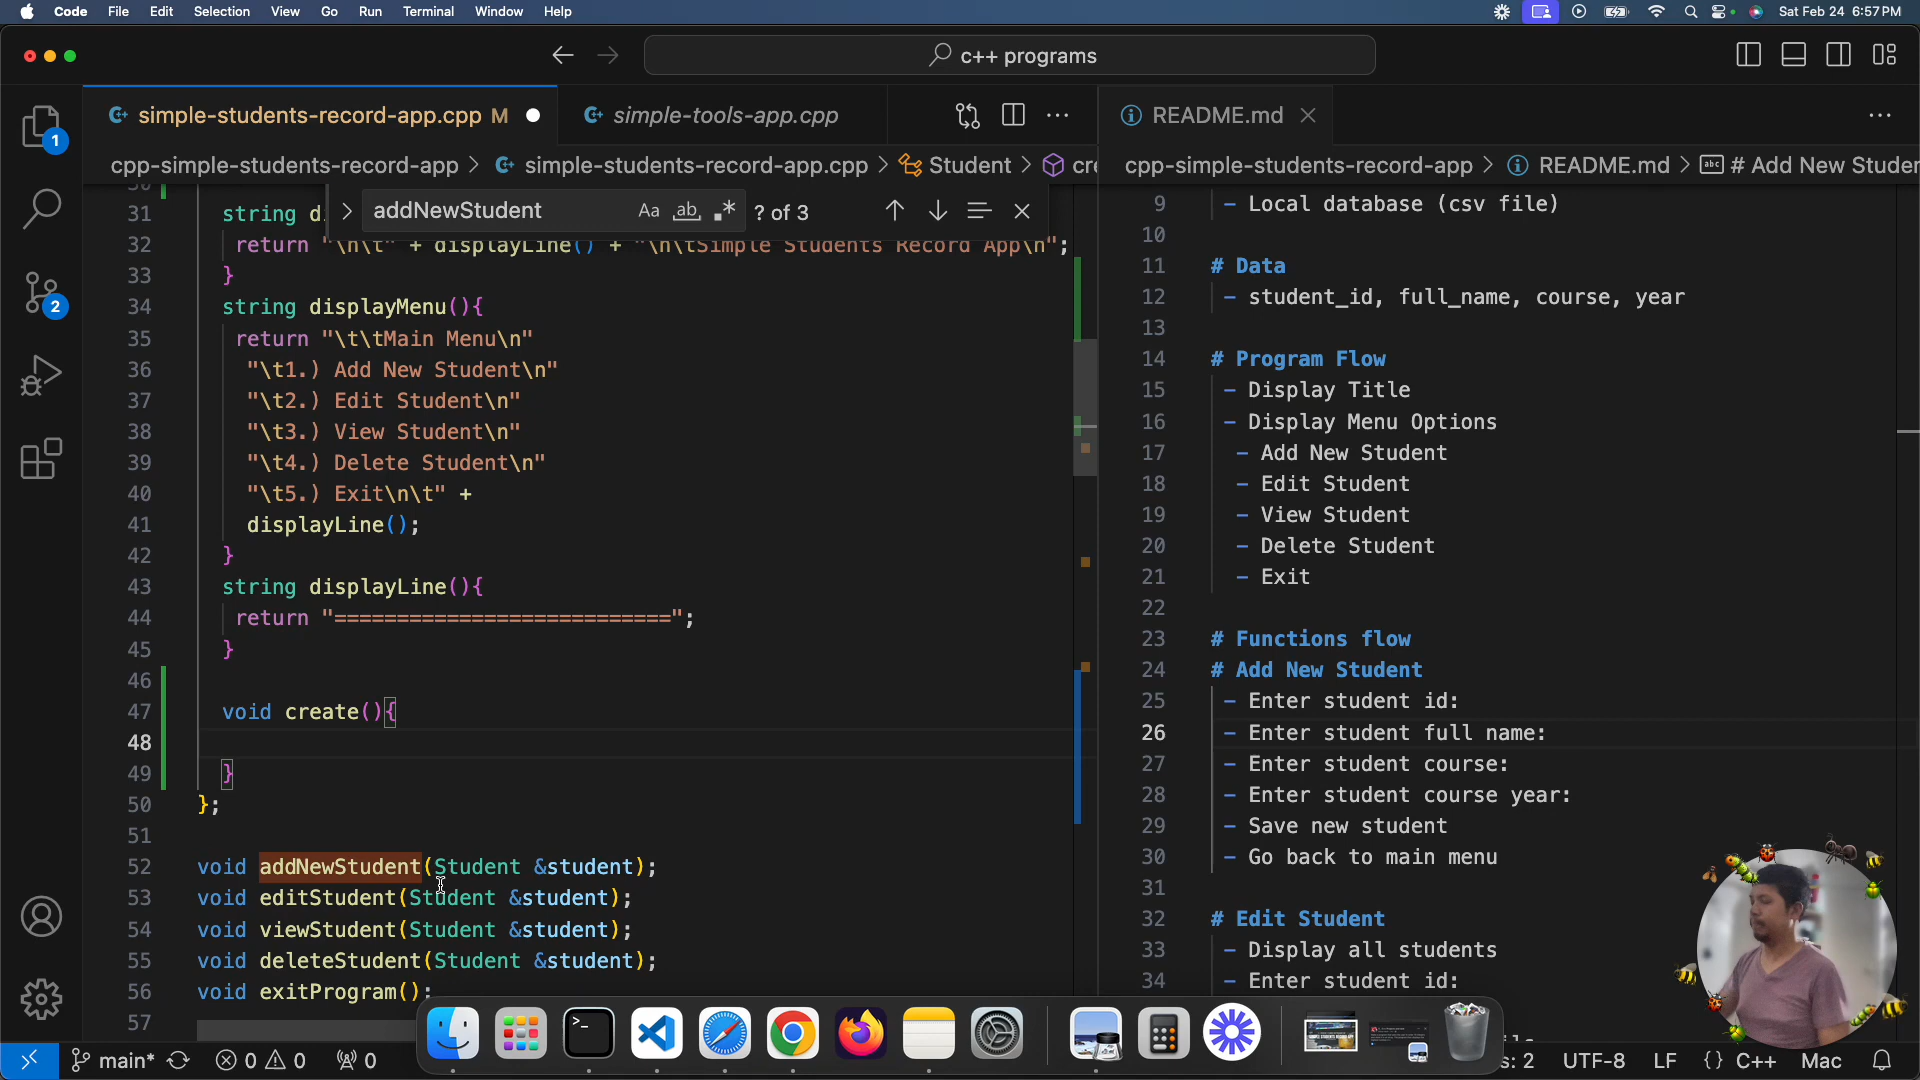 Code File Edit Selection View Go Run Terminal Window Help Sat Feb 24 6:57 PM
c++ programs
simple-students-record-app.cpp M simple-tools-app.cpp README.md
cpp-simple-students-record-app > simple-students-record-app.cpp > Student > cre
cpp-simple-students-record-app > README.md > # Add New Studen
addNewStudent Aa ab ? of 3
31 string di
32 return "\n\t" + displayLine() + "\n\tSimple Students Record App\n";
33 }
34 string displayMenu(){
35 return "\t\tMain Menu\n"
36 "\t1.) Add New Student\n"
37 "\t2.) Edit Student\n"
38 "\t3.) View Student\n"
39 "\t4.) Delete Student\n"
40 "\t5.) Exit\n\t" +
41 displayLine();
42 }
43 string displayLine(){
44 return "===========================";
45 }
46
47 void create(){
48
49 }
50 };
51
52 void addNewStudent(Student &student);
53 void editStudent(Student &student);
54 void viewStudent(Student &student);
55 void deleteStudent(Student &student);
56 void exitProgram();
57
9 - Local database (csv file)
10
11 # Data
12 - student_id, full_name, course, year
13
14 # Program Flow
15 - Display Title
16 - Display Menu Options
17 - Add New Student
18 - Edit Student
19 - View Student
20 - Delete Student
21 - Exit
22
23 # Functions flow
24 # Add New Student
25 - Enter student id:
26 - Enter student full name:
27 - Enter student course:
28 - Enter student course year:
29 - Save new student
30 - Go back to main menu
31
32 # Edit Student
33 - Display all students
34 - Enter student id:
1
2
main* 0 0 0 s: 2 UTF-8 LF {} C++ Mac